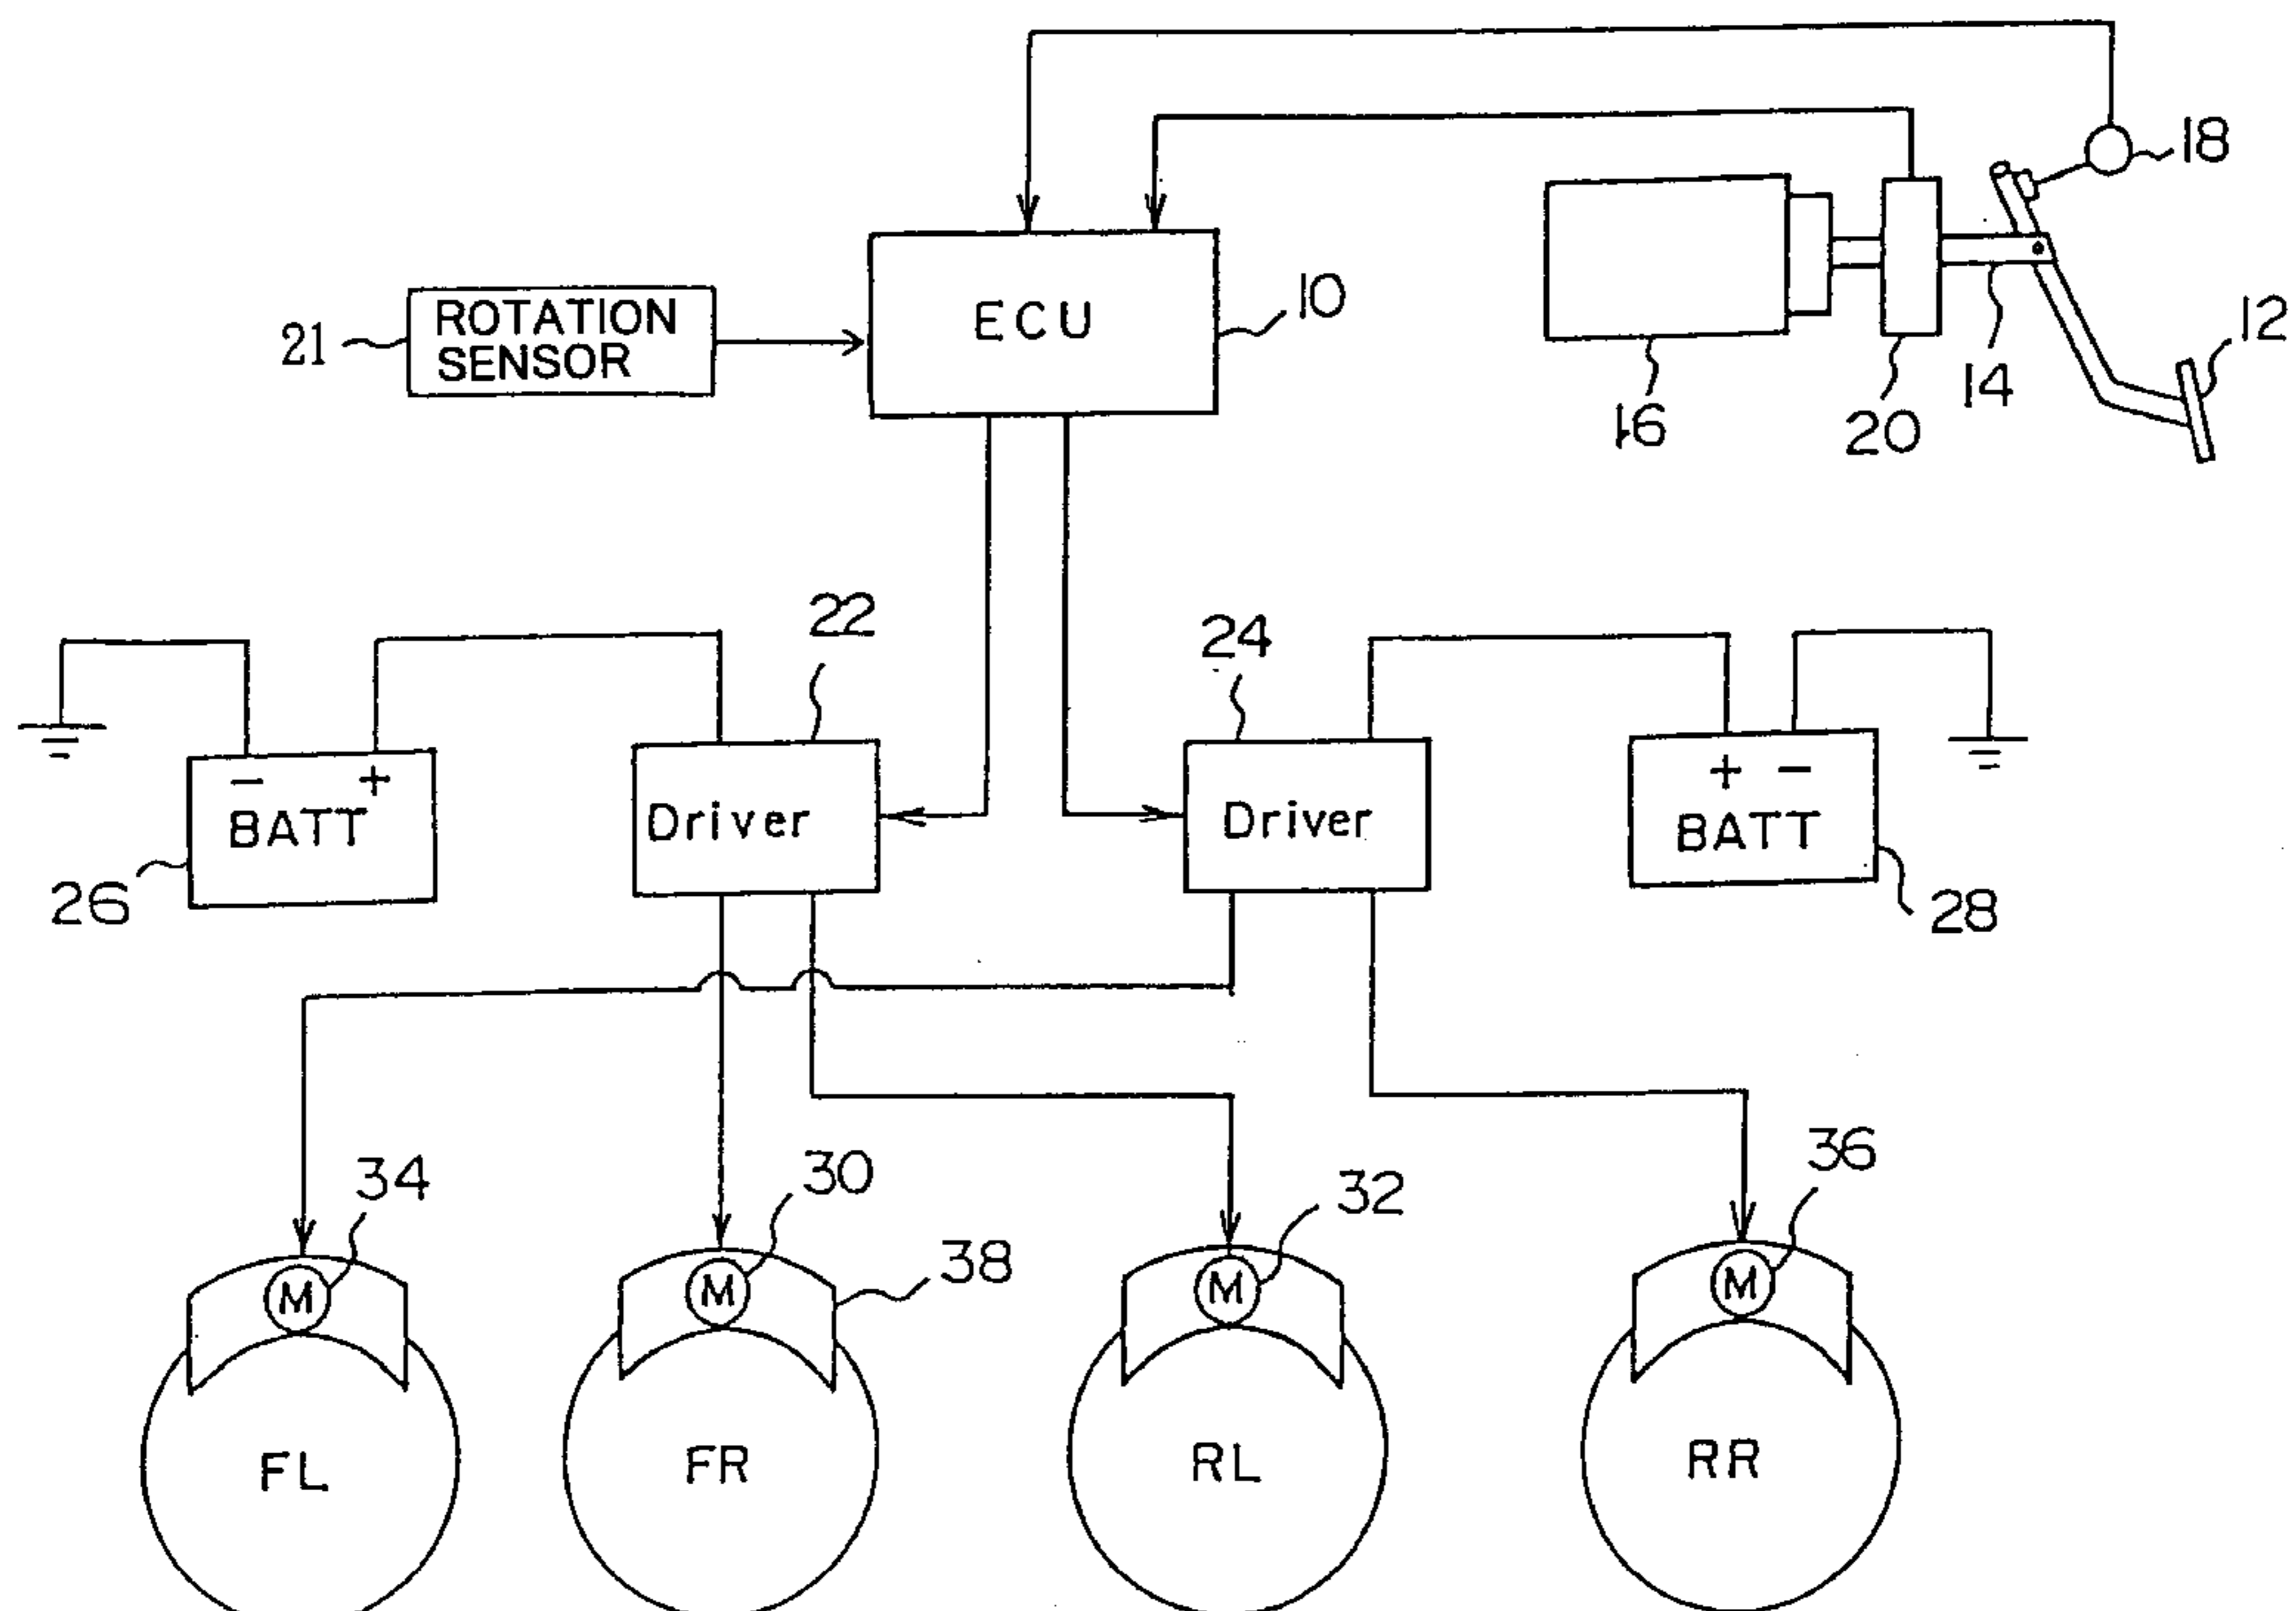 18
ROTATION
SENSOR
21
ECU
10
12
14
16
20
22
24
- +
BATT
26
Driver
Driver
+ -
BATT
28
34
30
38
32
36
M
M
M
M
FL
FR
RL
RR